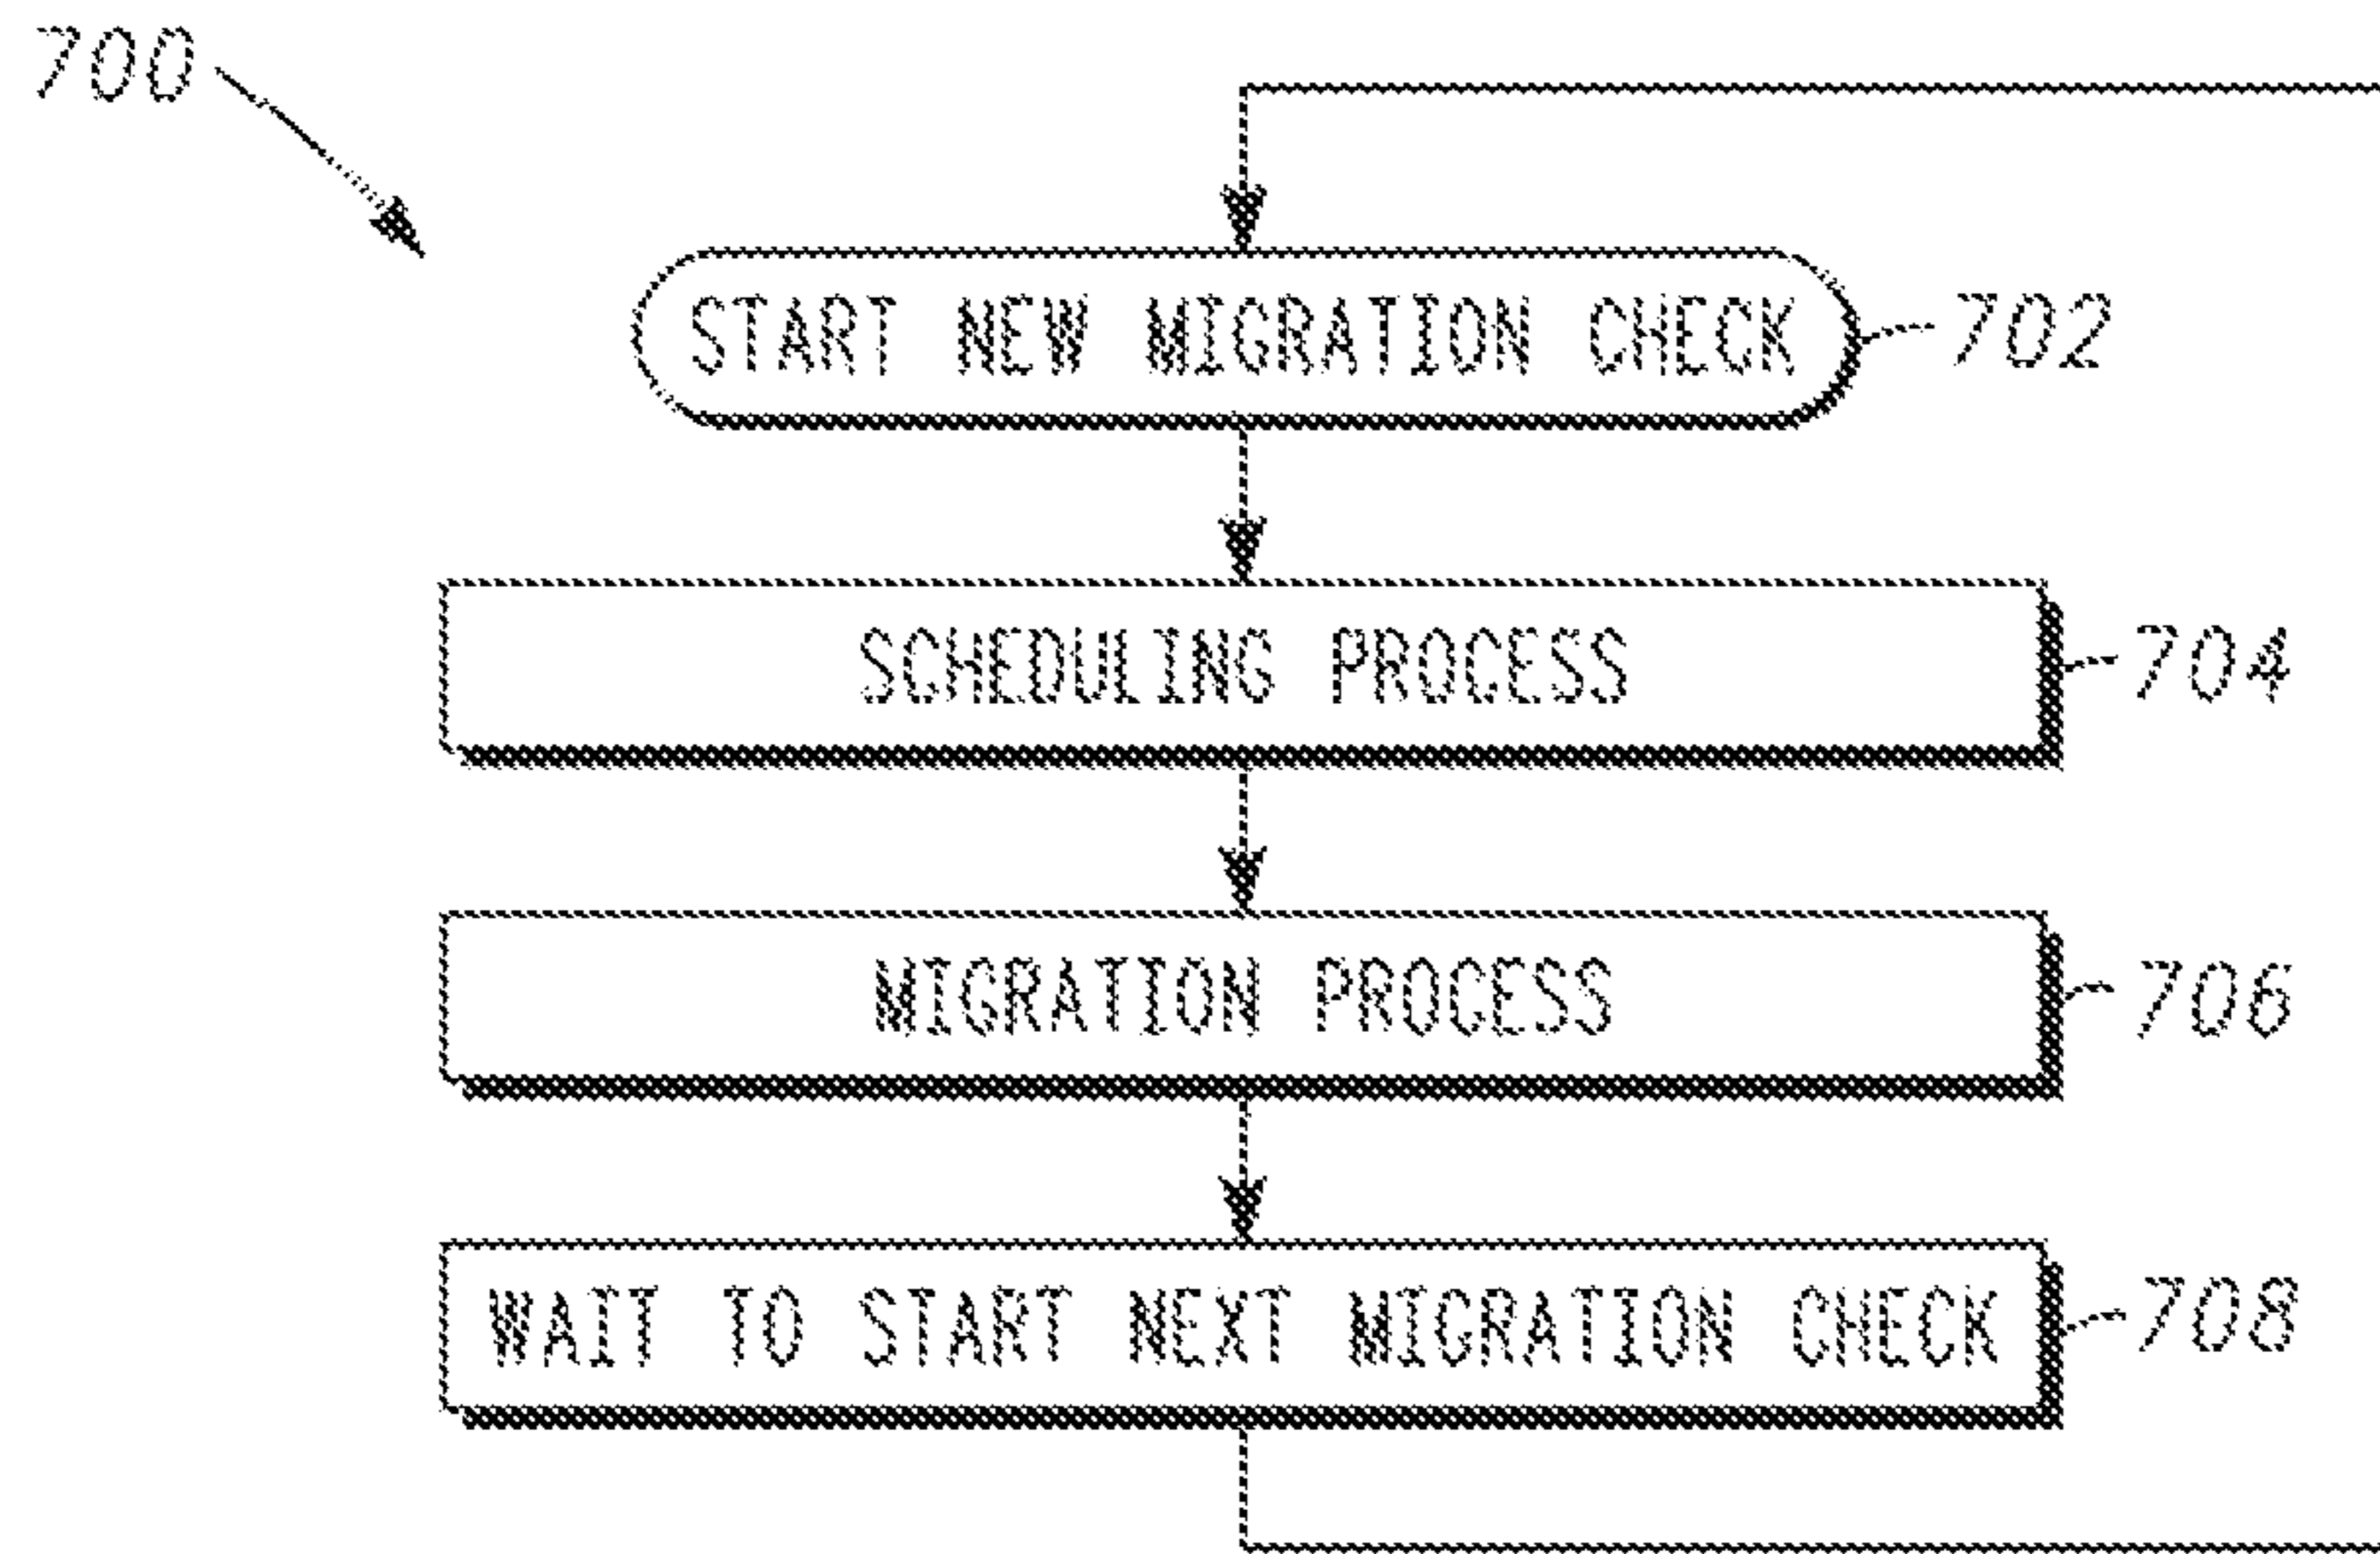 700
START NEW MIGRATION CHECK 702
SCHEDULING PROCESS 704
MIGRATION PROCESS 706
WAIT TO START NEXT MIGRATION CHECK 708